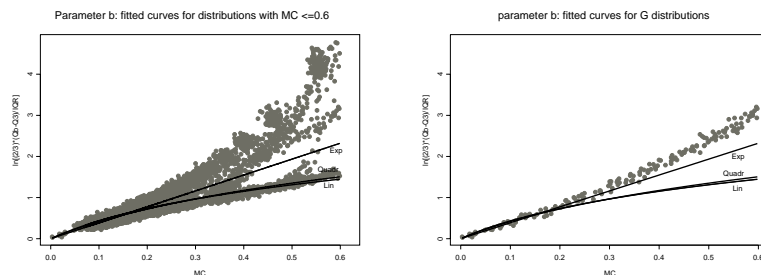 Parameter b: fitted curves for distributions with MC <=0.6
ln[(2/3)*(Qb-Q3)/IQR]
4
3
2
1
0
Exp
Quadr
Lin
0.0 0.1 0.2 0.3 0.4 0.5 0.6
MC
parameter b: fitted curves for G distributions
ln[(2/3)*(Qb-Q3)/IQR]
4
3
2
1
0
Exp
Quadr
Lin
0.0 0.1 0.2 0.3 0.4 0.5 0.6
MC